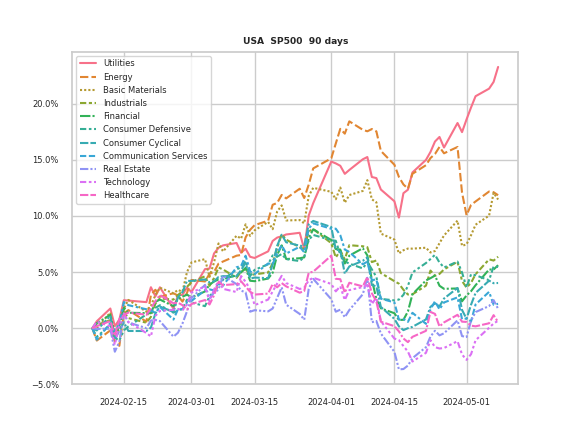 USA SP500 90 days
Utilities
Energy
Basic Materials
Industrials
Financial
Consumer Defensive
Consumer Cyclical
Communication Services
Real Estate
Technology
Healthcare
20.0%
15.0%
10.0%
5.0%
0.0%
−5.0%
2024-02-15 2024-03-01 2024-03-15 2024-04-01 2024-04-15 2024-05-01